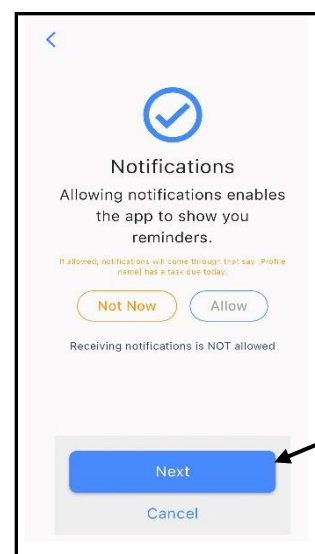 Notifications
Allowing notifications enables
the app to show you
reminders.
If allowed, notifications will come through that say [Profile
name] has a task due today.
Not Now
Allow
Receiving notifications is NOT allowed
Next
Cancel